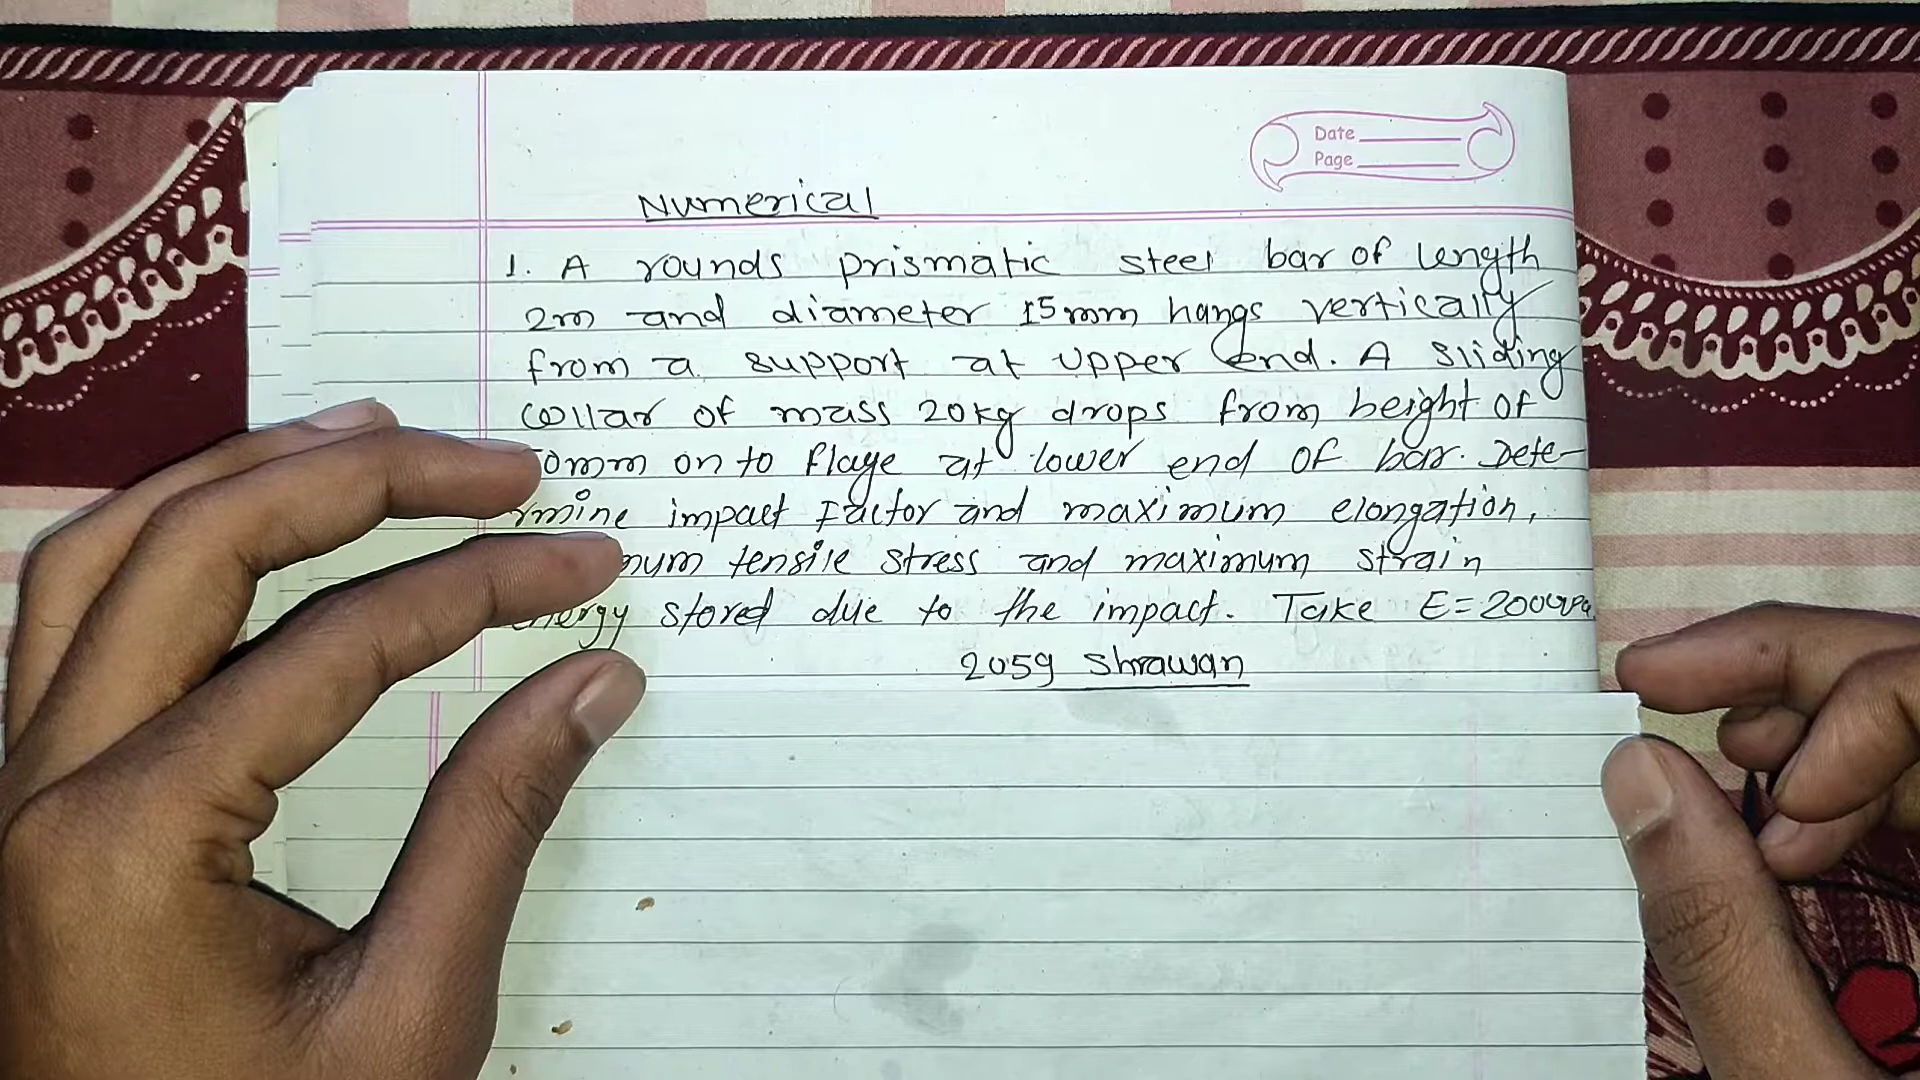 Date
Page
Numerical
1. A rounds prismatic steel bar of length
2m and diameter 15mm hangs vertically
from a support at upper end. A sliding
collar of mass 20kg drops from height of
0mm on to flage at lower end of bar. Dete-
rmine impact Factor and maximum elongation,
num tensile stress and maximum strain
energy stored due to the impact. Take E=200GPa.
2059 Shrawan